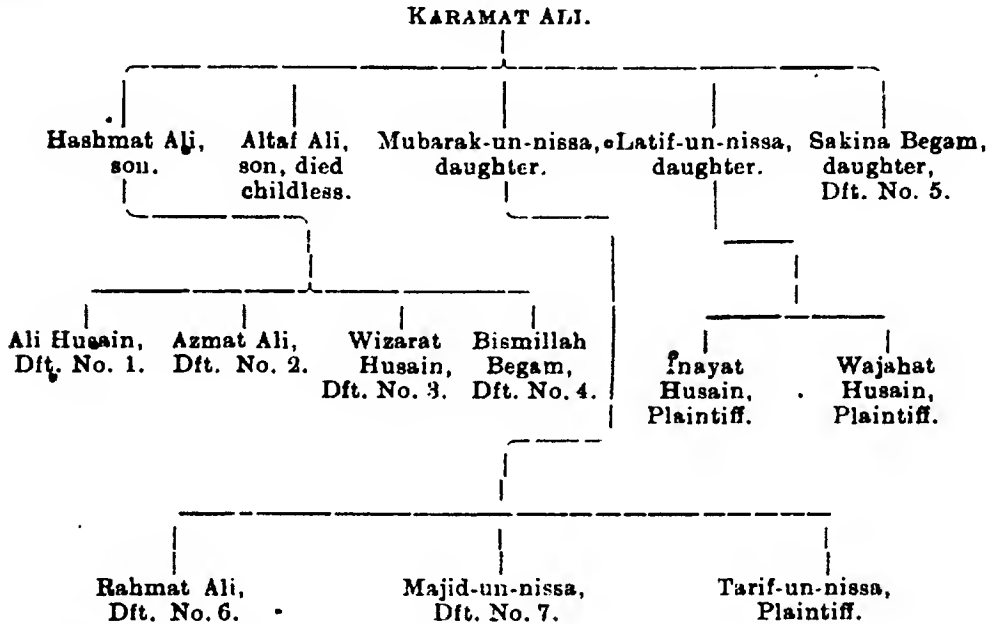 KARAMAT ALI.
Hashmat Ali, son.
Altaf Ali, son, died childless.
Mubarak-un-nissa, daughter.
Latif-un-nissa, daughter.
Sakina Begam, daughter, Dft. No. 5.
Ali Husain, Dft. No. 1.
Azmat Ali, Dft. No. 2.
Wizarat Husain, Dft. No. 3.
Bismillah Begam, Dft. No. 4.
Inayat Husain, Plaintiff.
Wajahat Husain, Plaintiff.
Rahmat Ali, Dft. No. 6.
Majid-un-nissa, Dft. No. 7.
Tarif-un-nissa, Plaintiff.